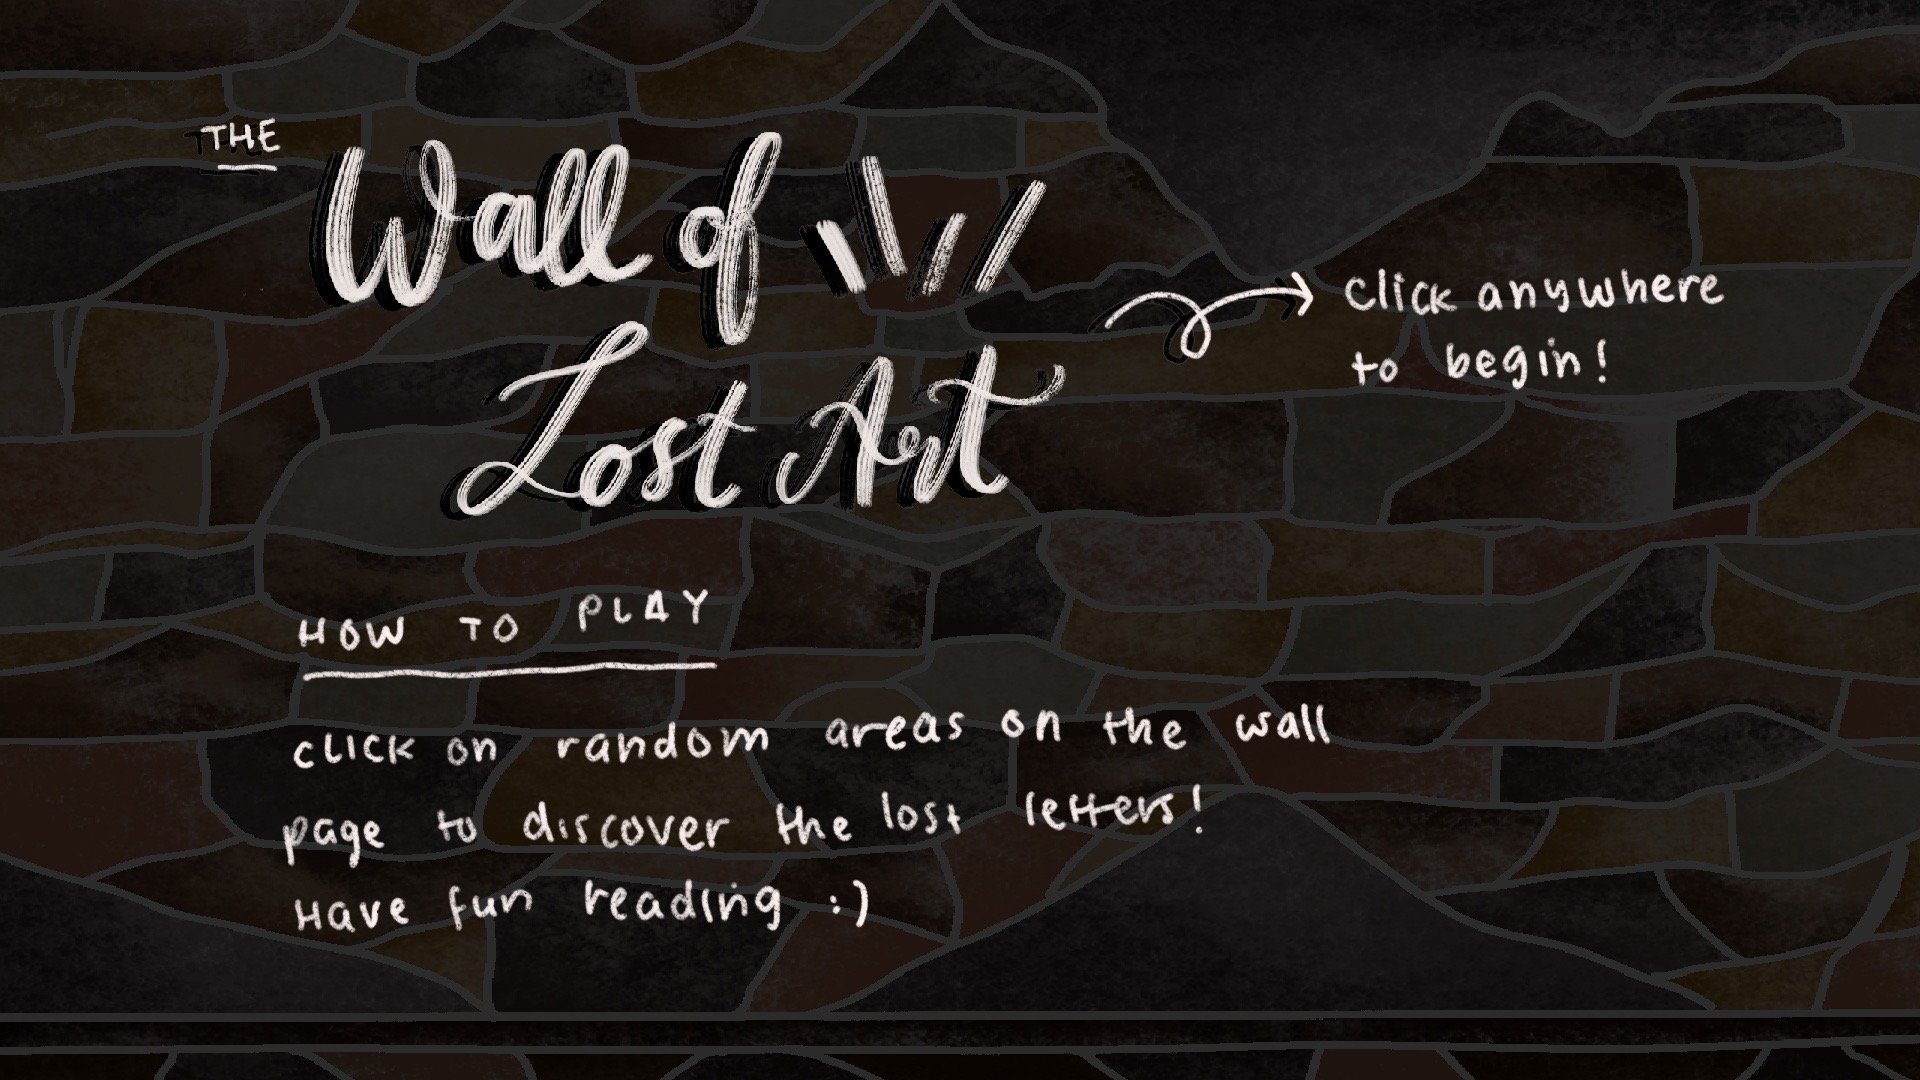 THE
Wall of
Lost Art
click anywhere
to begin!
HOW TO PLAY
CLICK on random areas on the wall
page to discover the lost letters!
Have fun reading :)